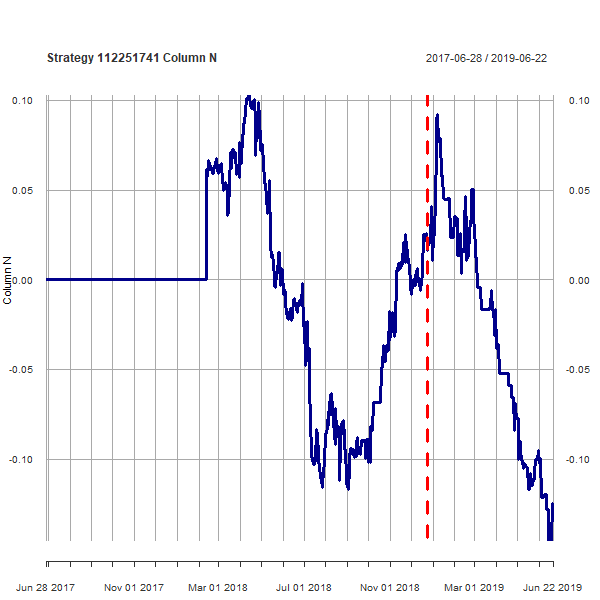 Strategy 112251741 Column N 2017-06-28 / 2019-06-22
0.10 0.10
0.05 0.05
0.00 0.00
-0.05 -0.05
-0.10 -0.10
Column N
Jun 28 2017 Nov 01 2017 Mar 01 2018 Jul 01 2018 Nov 01 2018 Mar 01 2019 Jun 22 2019